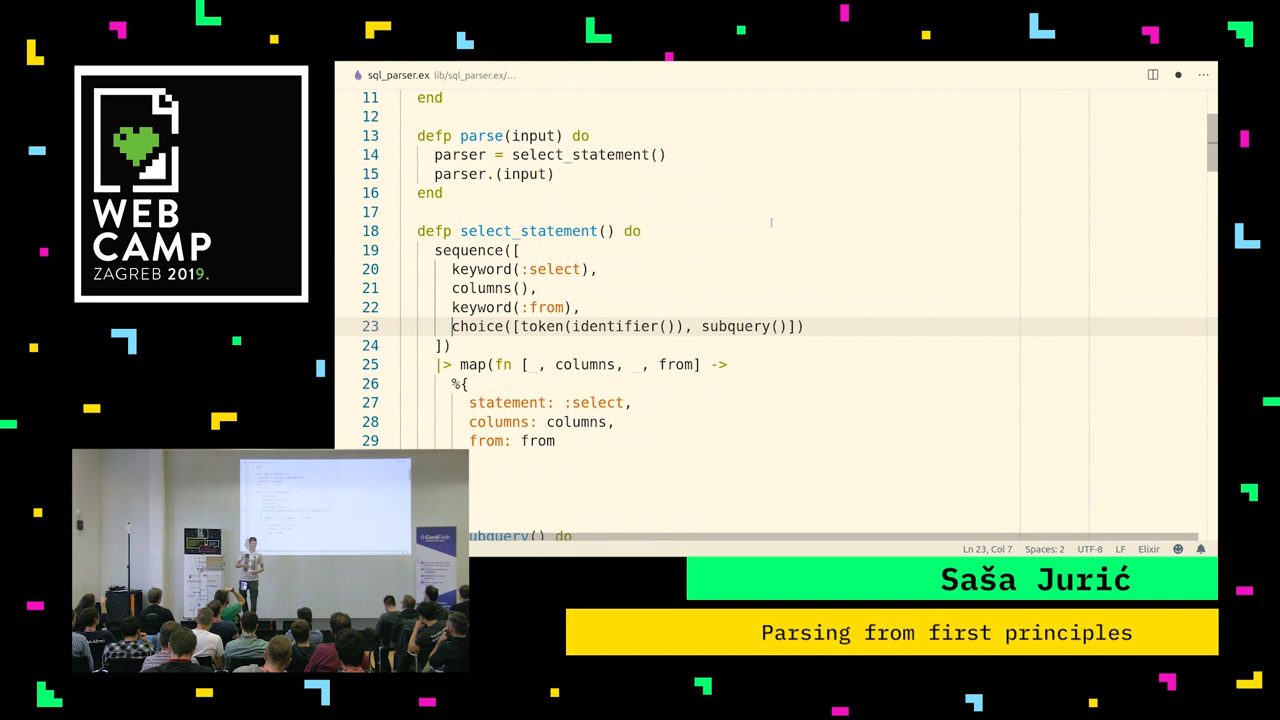 WEB
CAMP
ZAGREB 2019.
sql_parser.ex lib/sql_parser.ex/...
11 end
12
13 defp parse(input) do
14 parser = select_statement()
15 parser.(input)
16 end
17
18 defp select_statement() do
19 sequence([
20 keyword(:select),
21 columns(),
22 keyword(:from),
23 choice([token(identifier()), subquery()])
24 ])
25 |> map(fn [_, columns, _, from] ->
26 %{
27 statement: :select,
28 columns: columns,
29 from: from
ubquery() do
Ln 23, Col 7 Spaces: 2 UTF-8 LF Elixir
GoodCode
Saša Jurić
Parsing from first principles